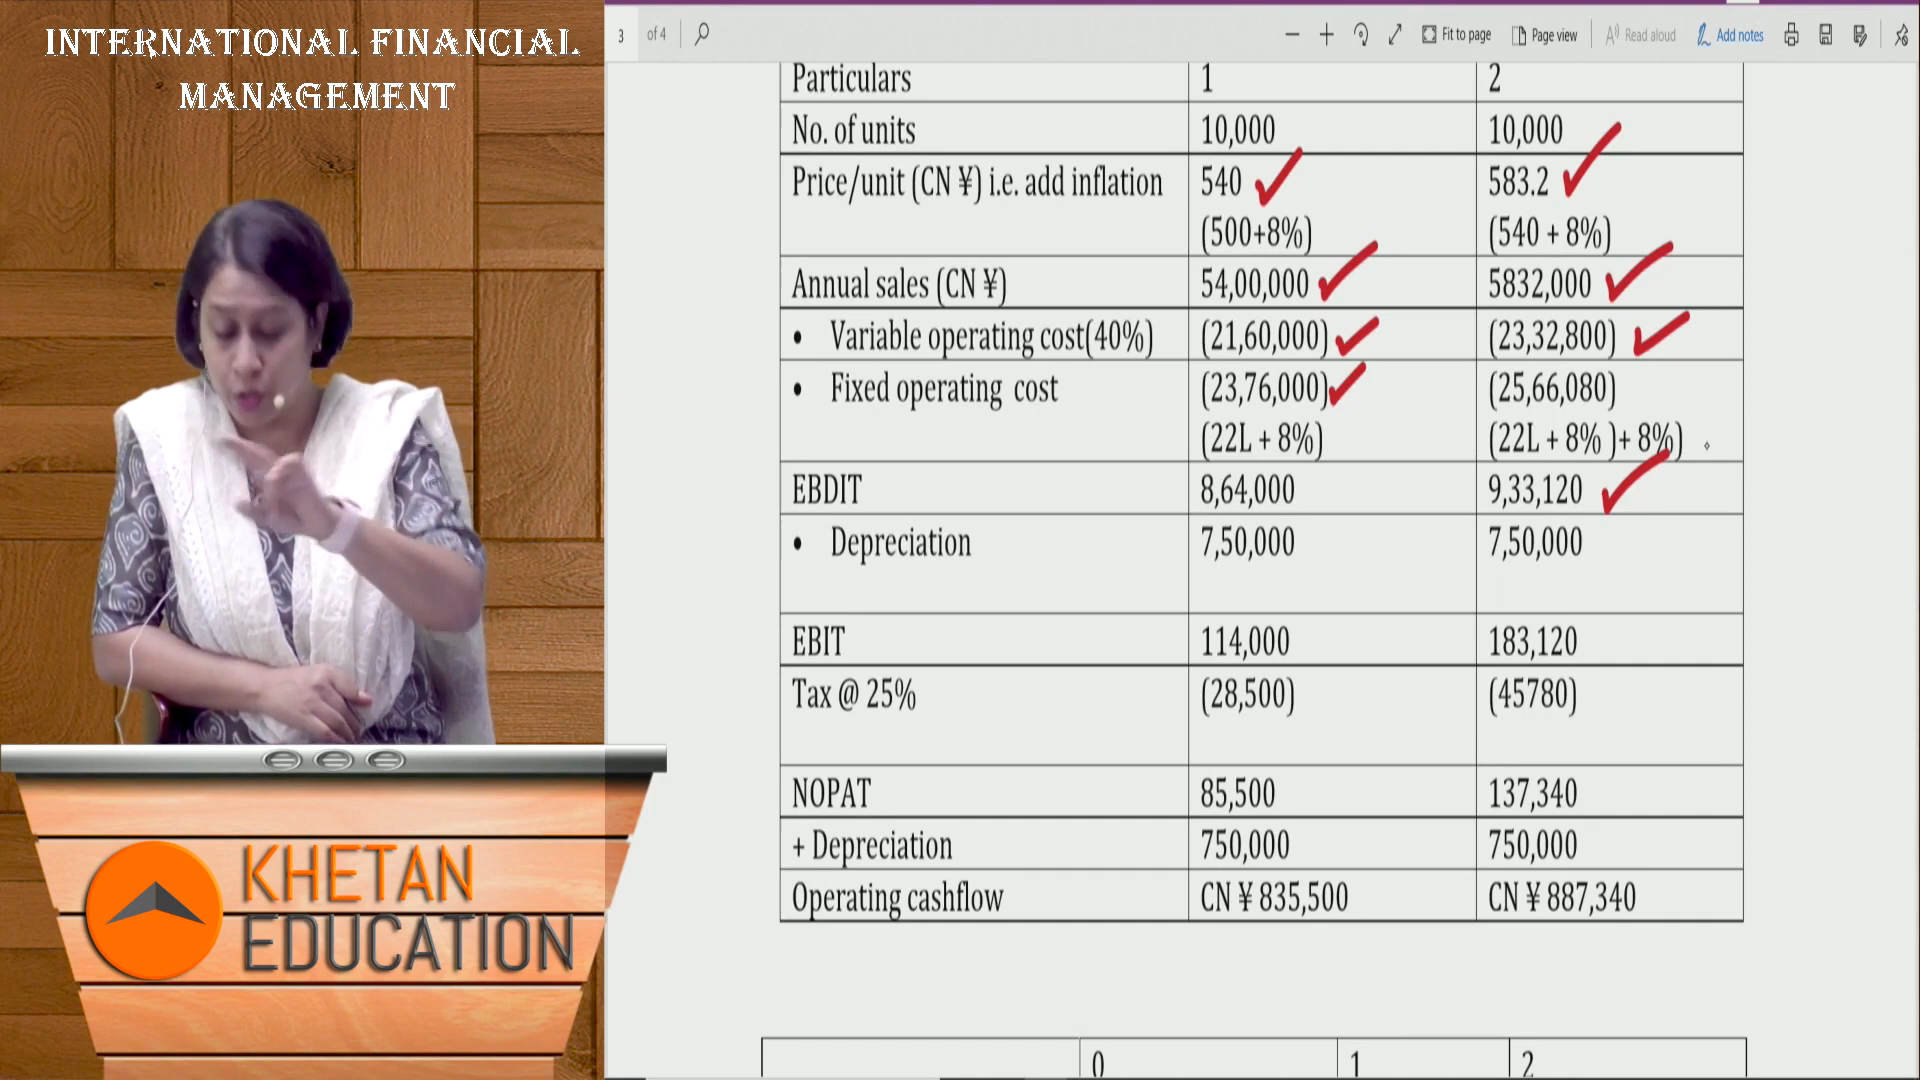 INTERNATIONAL FINANCIAL
MANAGEMENT
3 of 4
Fit to page
Page view
Read aloud
Add notes
Particulars 1 2
No. of units 10,000 10,000
Price/unit (CN ¥) i.e. add inflation 540 583.2
(500+8%) (540 + 8%)
Annual sales (CN ¥) 54,00,000 5832,000
• Variable operating cost(40%) (21,60,000) (23,32,800)
• Fixed operating cost (23,76,000) (25,66,080)
(22L + 8%) (22L + 8% )+ 8%)
EBDIT 8,64,000 9,33,120
• Depreciation 7,50,000 7,50,000
EBIT 114,000 183,120
Tax @ 25% (28,500) (45780)
NOPAT 85,500 137,340
+ Depreciation 750,000 750,000
Operating cashflow CN ¥ 835,500 CN ¥ 887,340
0 1 2
KHETAN
EDUCATION